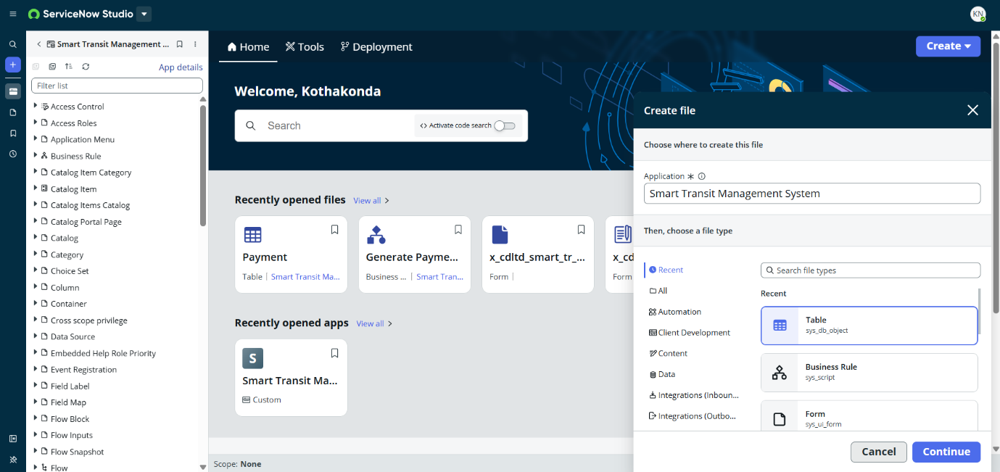 ServiceNow Studio
KN
Smart Transit Management ...
App details
Filter list
Access Control
Access Roles
Application Menu
Business Rule
Catalog Item Category
Catalog Item
Catalog Items Catalog
Catalog Portal Page
Catalog
Category
Choice Set
Column
Container
Cross scope privilege
Data Source
Embedded Help Role Priority
Event Registration
Field Label
Field Map
Flow Block
Flow Inputs
Flow Snapshot
Flow
Home
Tools
Deployment
Create
Welcome, Kothakonda
Search
Activate code search
Recently opened files
View all
Payment
Table | Smart Transit Ma...
Generate Payme...
Business ... | Smart Tran...
x_cdltd_smart_tr_...
Form |
x_cd
Form
Recently opened apps
View all
S
Smart Transit Ma...
Custom
Scope: None
Create file
Choose where to create this file
Application
Smart Transit Management System
Then, choose a file type
Recent
All
Automation
Client Development
Content
Data
Integrations (Inboun...
Integrations (Outbo...
Search file types
Recent
Table
sys_db_object
Business Rule
sys_script
Form
sys_ui_form
Cancel
Continue